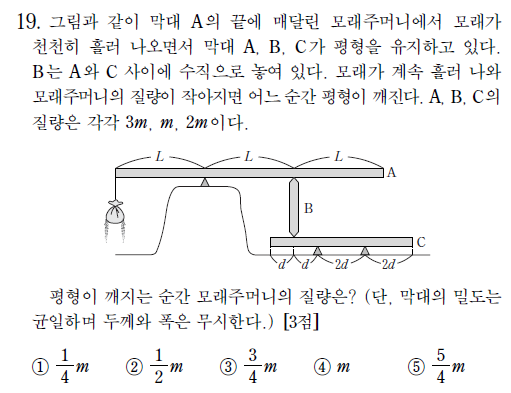 19. 그림과 같이 막대 A의 끝에 매달린 모래주머니에서 모래가
천천히 흘러 나오면서 막대 A, B, C가 평형을 유지하고 있다.
B는 A와 C 사이에 수직으로 놓여 있다. 모래가 계속 흘러 나와
모래주머니의 질량이 작아지면 어느 순간 평형이 깨진다. A, B, C의
질량은 각각 3m, m, 2m이다.
L L L
A
B
C
d d 2d 2d
평형이 깨지는 순간 모래주머니의 질량은? (단, 막대의 밀도는
균일하며 두께와 폭은 무시한다.) [3점]
① 1/4 m ② 1/2 m ③ 3/4 m ④ m ⑤ 5/4 m